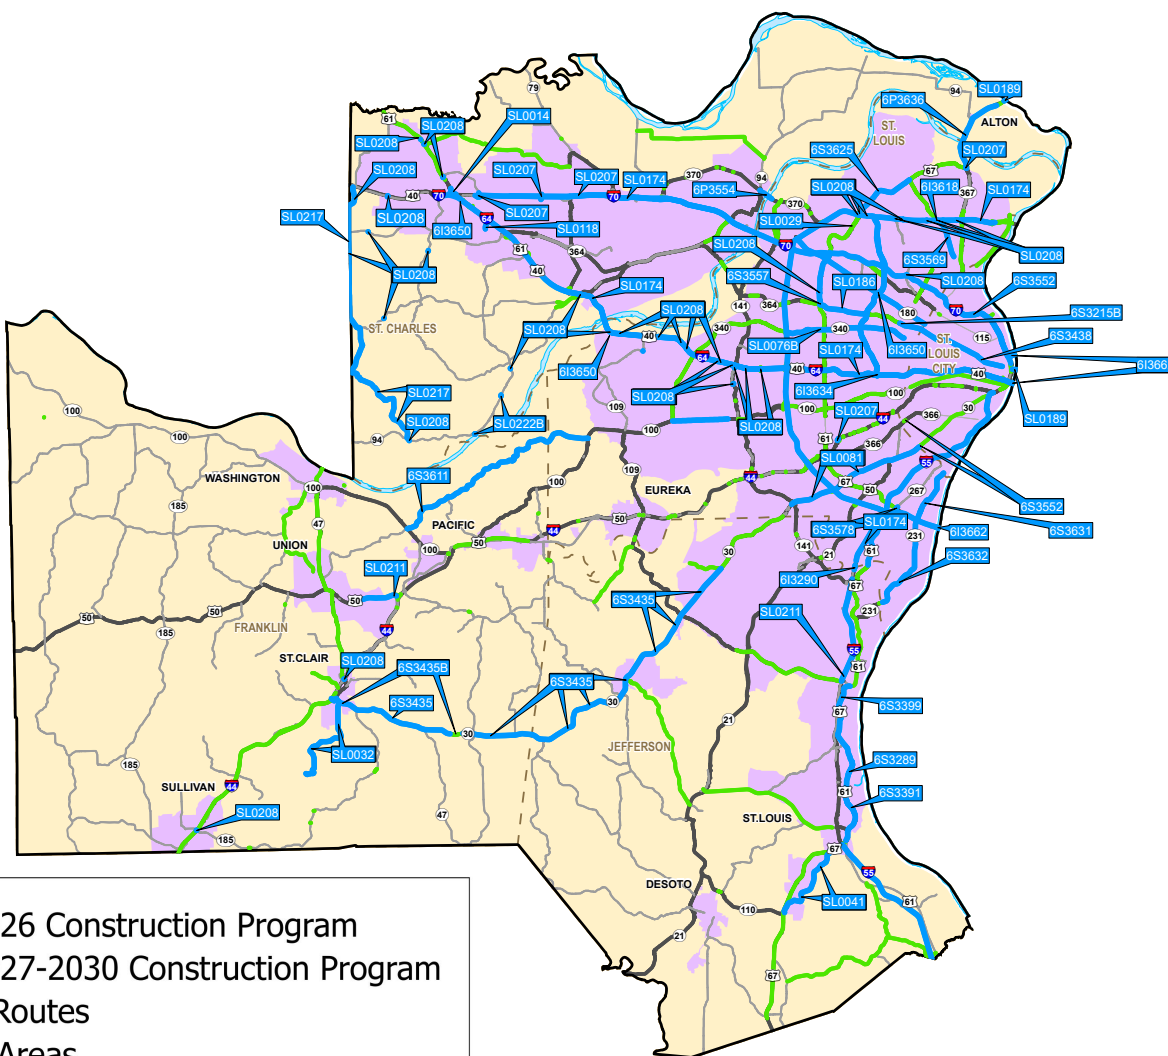 79
94
SL0189
6P3636
ALTON
61
SL0208
SL0014
ST.
LOUIS
SL0208
6S3625
SL0207
67
SL0208
SL0207
SL0207
SL0174
370
94
6P3554
SL0208
6I3618
367
SL0174
40
70
70
370
SL0217
SL0208
6I3650
64
SL0207
SL0118
SL0029
SL0208
70
61
364
6S3569
SL0208
SL0208
40
6S3557
SL0186
SL0208
6S3552
SL0174
141
364
70
ST. CHARLES
SL0208
SL0208
340
180
6S3215B
340
115
6S3438
40
SL0076B
6I3650
ST.
LOUIS
CITY
64
SL0174
6I366
6I3650
40
64
40
6I3634
SL0217
SL0208
100
SL0189
100
109
100
SL0207
30
SL0208
44
366
SL0208
SL0222B
100
61
94
100
366
SL0081
55
109
6S3611
WASHINGTON
44
67
100
100
EUREKA
50
267
185
SL0174
6S3552
47
PACIFIC
44
50
6S3578
6I3662
6S3631
UNION
50
100
30
141
21
61
231
6S3632
SL0211
6I3290
67
50
6S3435
231
50
50
SL0211
FRANKLIN
44
185
55
ST.CLAIR
SL0208
61
6S3435B
6S3435
6S3435
30
6S3399
67
21
30
JEFFERSON
SL0032
185
6S3289
SULLIVAN
44
61
6S3391
SL0208
47
ST.LOUIS
185
67
55
DESOTO
SL0041
61
110
21
67
26 Construction Program
27-2030 Construction Program
Routes
Areas